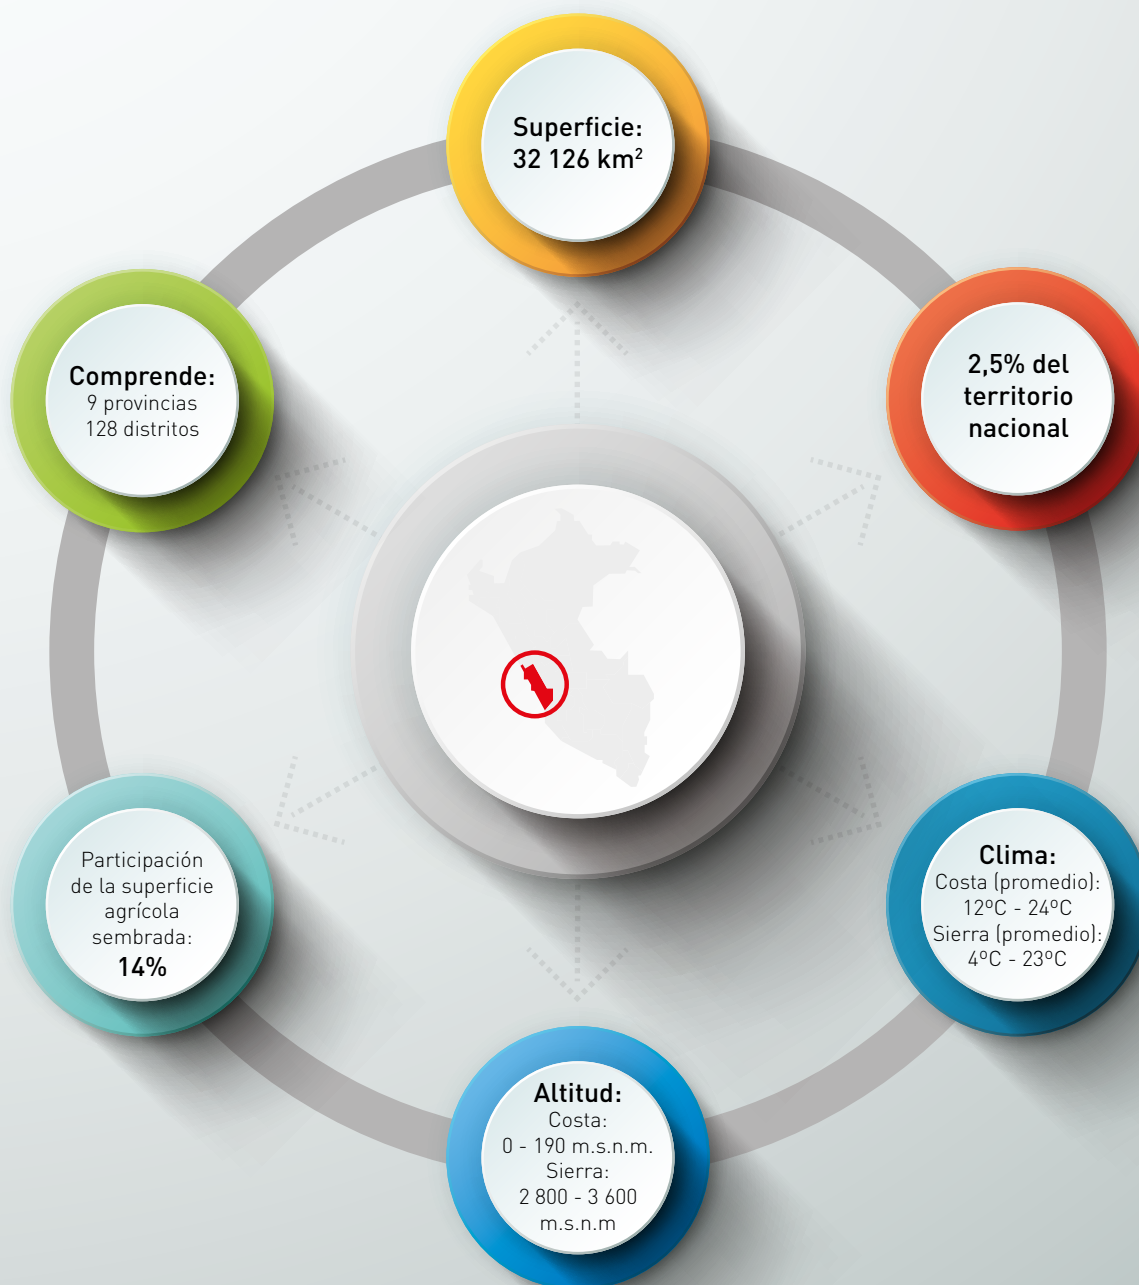 Superficie:
32 126 km²
Comprende:
9 provincias
128 distritos
2,5% del
territorio
nacional
Participación
de la superficie
agrícola
sembrada:
14%
Clima:
Costa (promedio):
12ºC - 24ºC
Sierra (promedio):
4ºC - 23ºC
Altitud:
Costa:
0 - 190 m.s.n.m.
Sierra:
2 800 - 3 600
m.s.n.m